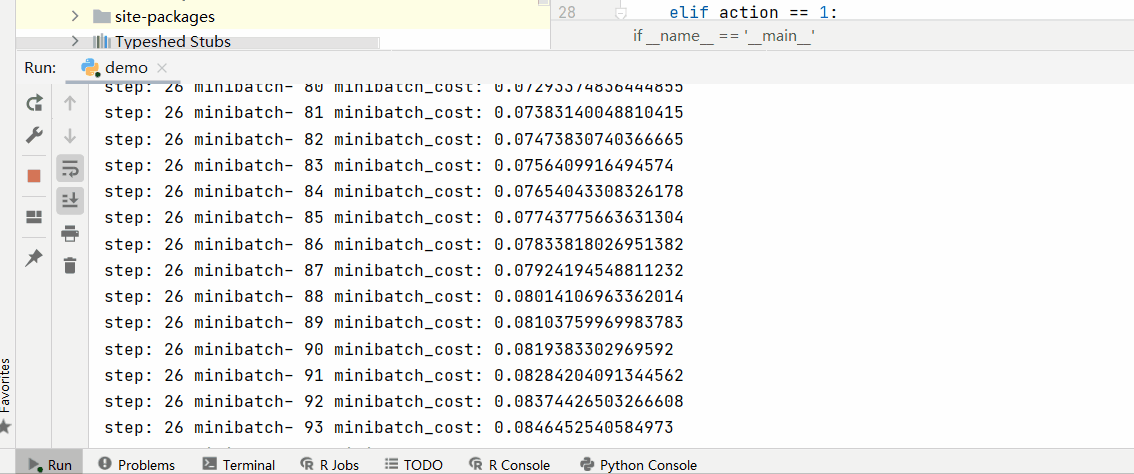 site-packages
Typeshed Stubs
28 elif action == 1:
if __name__ == '__main__'
Run: demo
step: 26 minibatch- 80 minibatch_cost: 0.07293374836444855
step: 26 minibatch- 81 minibatch_cost: 0.07383140048810415
step: 26 minibatch- 82 minibatch_cost: 0.07473830740366665
step: 26 minibatch- 83 minibatch_cost: 0.0756409916494574
step: 26 minibatch- 84 minibatch_cost: 0.07654043308326178
step: 26 minibatch- 85 minibatch_cost: 0.07743775663631304
step: 26 minibatch- 86 minibatch_cost: 0.07833818026951382
step: 26 minibatch- 87 minibatch_cost: 0.07924194548811232
step: 26 minibatch- 88 minibatch_cost: 0.08014106963362014
step: 26 minibatch- 89 minibatch_cost: 0.08103759969983783
step: 26 minibatch- 90 minibatch_cost: 0.0819383302969592
step: 26 minibatch- 91 minibatch_cost: 0.08284204091344562
step: 26 minibatch- 92 minibatch_cost: 0.08374426503266608
step: 26 minibatch- 93 minibatch_cost: 0.0846452540584973
Favorites
Run Problems Terminal R Jobs TODO R Console Python Console